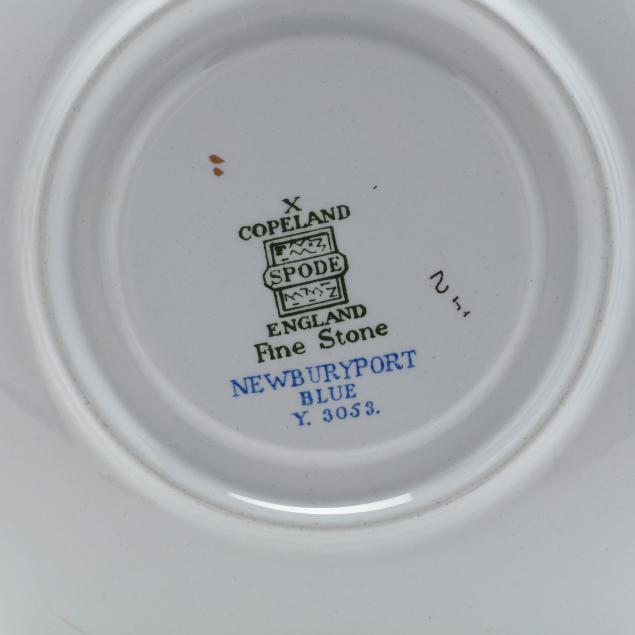 X
COPELAND
SPODE
ENGLAND
Fine Stone
NEWBURYPORT
BLUE
Y. 3053.